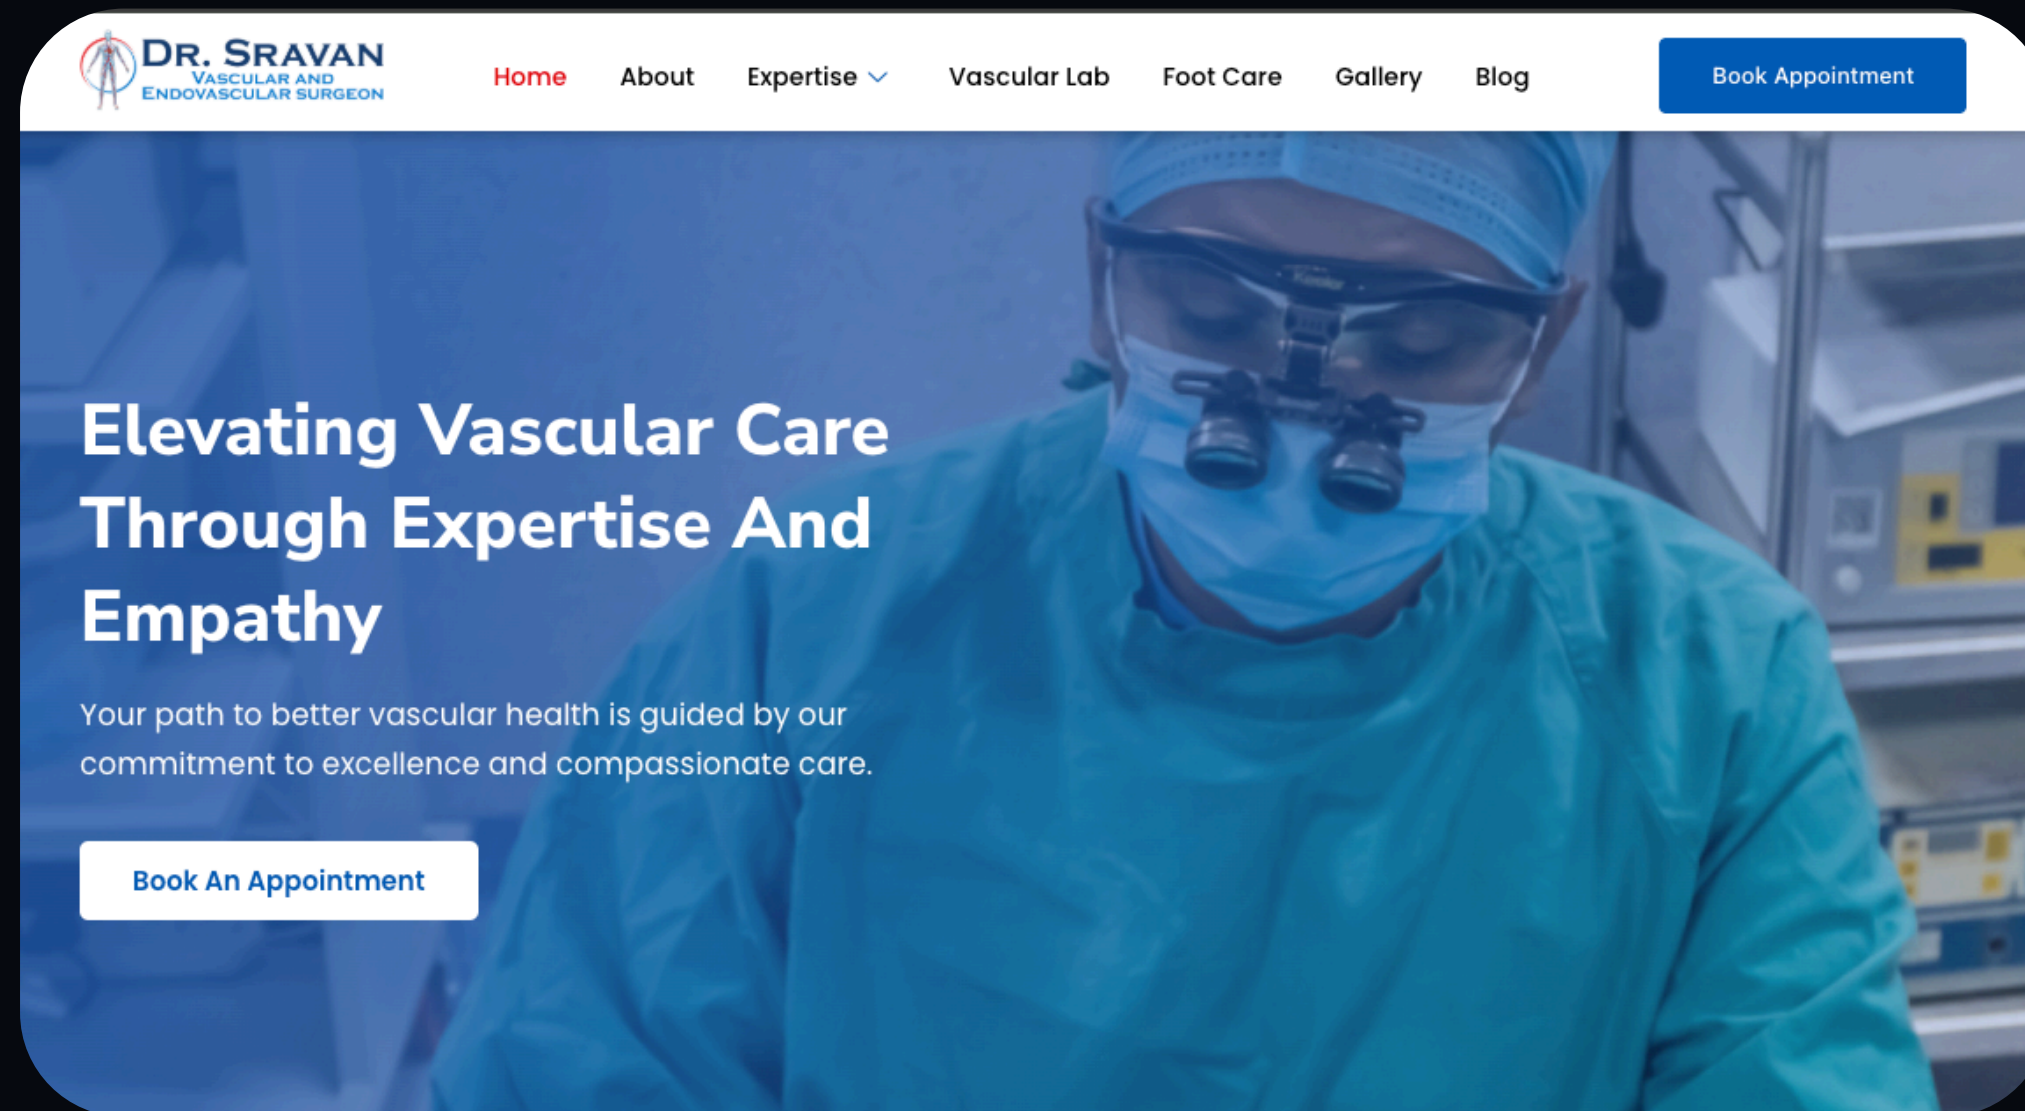 DR. SRAVAN
VASCULAR AND
ENDOVASCULAR SURGEON
Home
About
Expertise
Vascular Lab
Foot Care
Gallery
Blog
Book Appointment
Elevating Vascular Care
Through Expertise And
Empathy
Your path to better vascular health is guided by our
commitment to excellence and compassionate care.
Book An Appointment